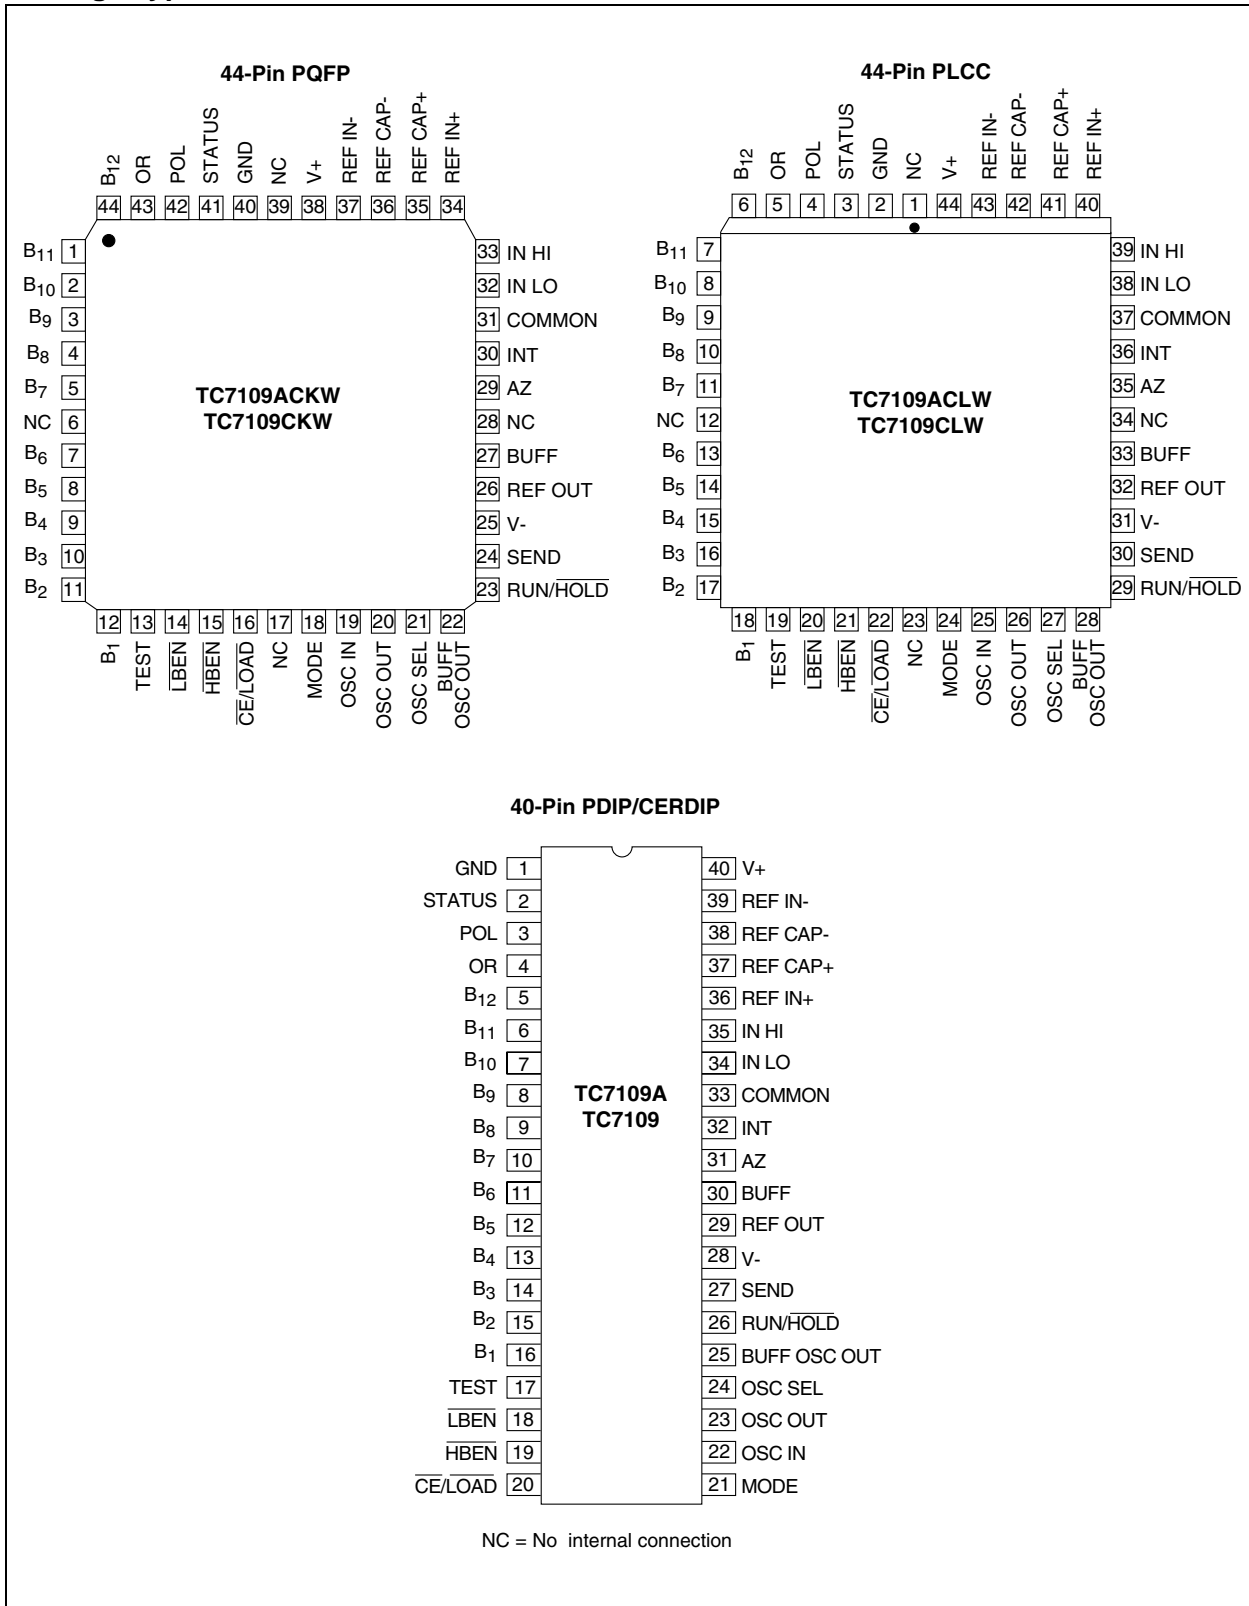 44-Pin PQFP
B12 OR POL STATUS GND NC V+ REF IN- REF CAP- REF CAP+ REF IN+
44 43 42 41 40 39 38 37 36 35 34
B11 1 33 IN HI
B10 2 32 IN LO
B9 3 31 COMMON
B8 4 30 INT
B7 5 29 AZ
NC 6 28 NC
B6 7 27 BUFF
B5 8 26 REF OUT
B4 9 25 V-
B3 10 24 SEND
B2 11 23 RUN/HOLD
TC7109ACKW
TC7109CKW
12 13 14 15 16 17 18 19 20 21 22
B1 TEST LBEN HBEN CE/LOAD NC MODE OSC IN OSC OUT OSC SEL BUFF OSC OUT
44-Pin PLCC
B12 OR POL STATUS GND NC V+ REF IN- REF CAP- REF CAP+ REF IN+
6 5 4 3 2 1 44 43 42 41 40
B11 7 39 IN HI
B10 8 38 IN LO
B9 9 37 COMMON
B8 10 36 INT
B7 11 35 AZ
NC 12 34 NC
B6 13 33 BUFF
B5 14 32 REF OUT
B4 15 31 V-
B3 16 30 SEND
B2 17 29 RUN/HOLD
TC7109ACLW
TC7109CLW
18 19 20 21 22 23 24 25 26 27 28
B1 TEST LBEN HBEN CE/LOAD NC MODE OSC IN OSC OUT OSC SEL BUFF OSC OUT
40-Pin PDIP/CERDIP
GND 1 40 V+
STATUS 2 39 REF IN-
POL 3 38 REF CAP-
OR 4 37 REF CAP+
B12 5 36 REF IN+
B11 6 35 IN HI
B10 7 34 IN LO
B9 8 33 COMMON
B8 9 32 INT
B7 10 31 AZ
B6 11 30 BUFF
B5 12 29 REF OUT
B4 13 28 V-
B3 14 27 SEND
B2 15 26 RUN/HOLD
B1 16 25 BUFF OSC OUT
TEST 17 24 OSC SEL
LBEN 18 23 OSC OUT
HBEN 19 22 OSC IN
CE/LOAD 20 21 MODE
TC7109A
TC7109
NC = No internal connection